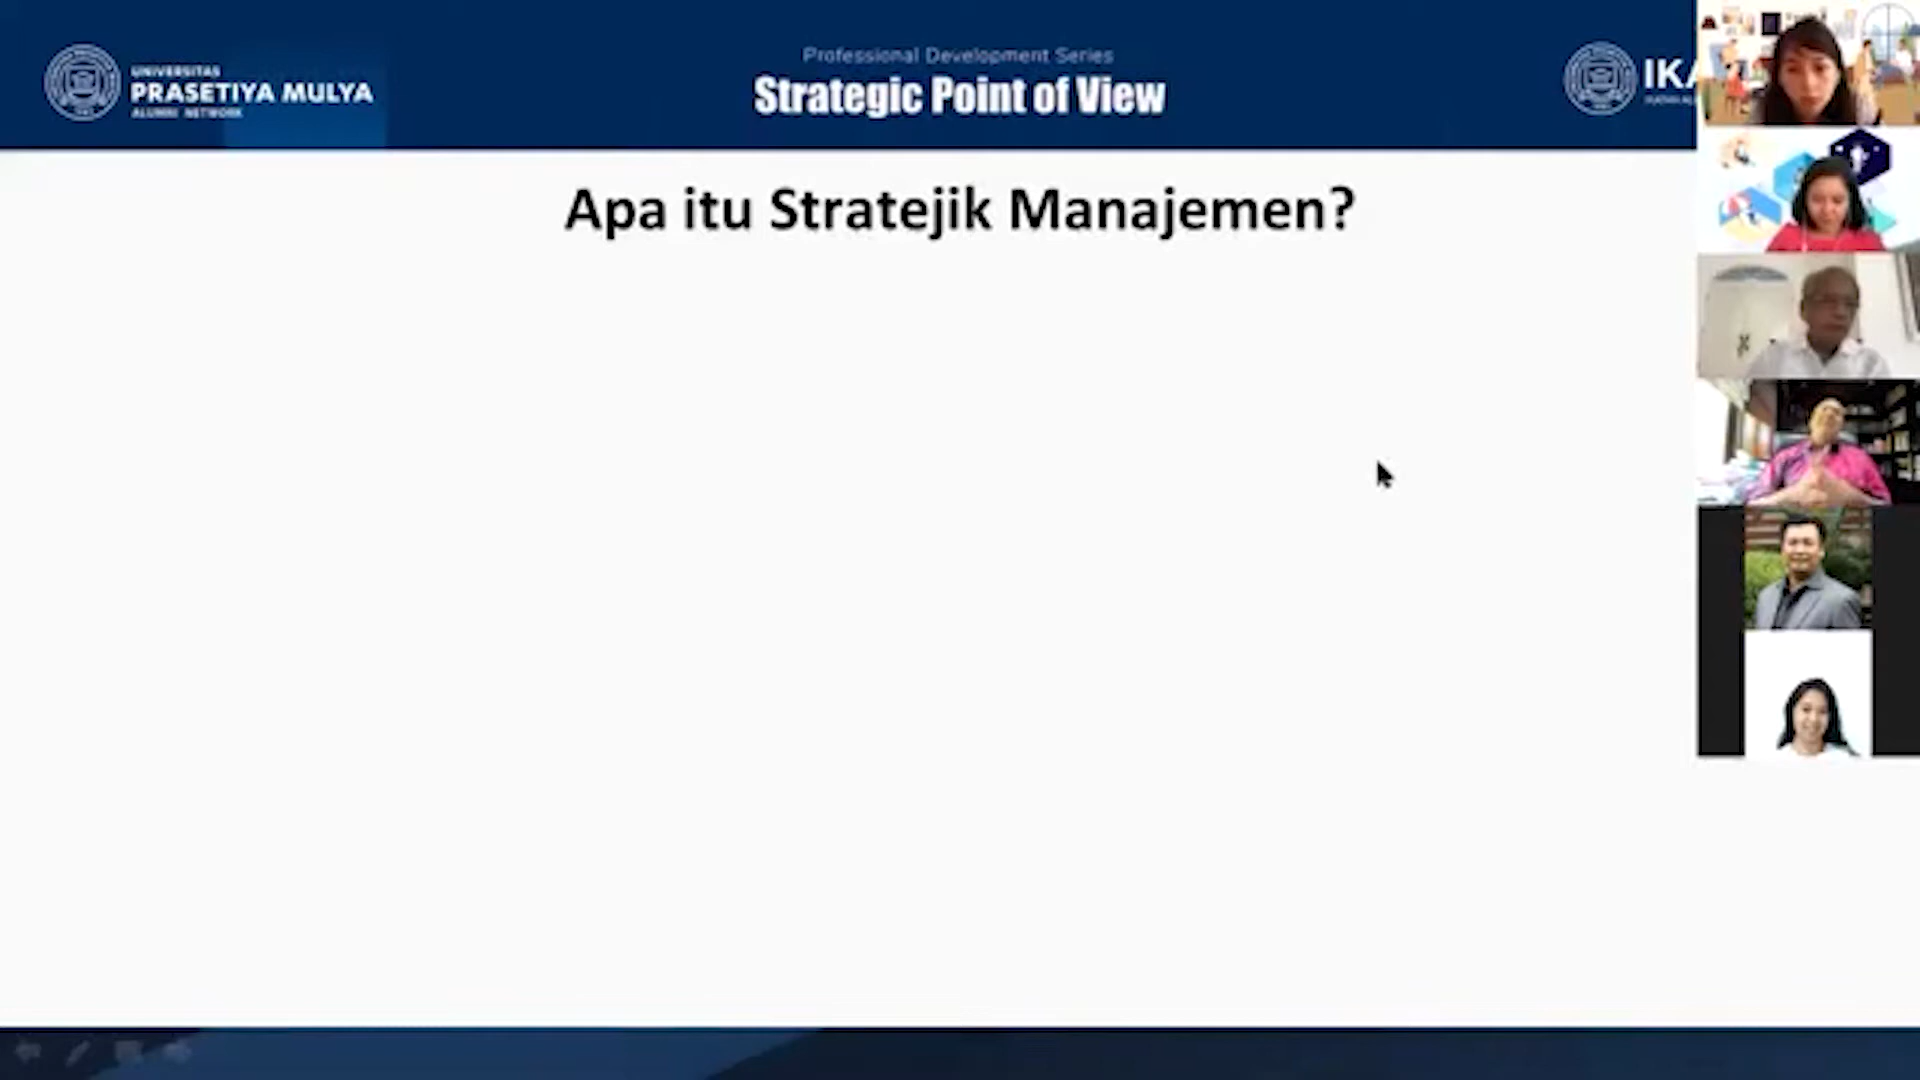 UNIVERSITAS
PRASETIYA MULYA
ALUMNI NETWORK
Professional Development Series
Strategic Point of View
IKA
Apa itu Stratejik Manajemen?